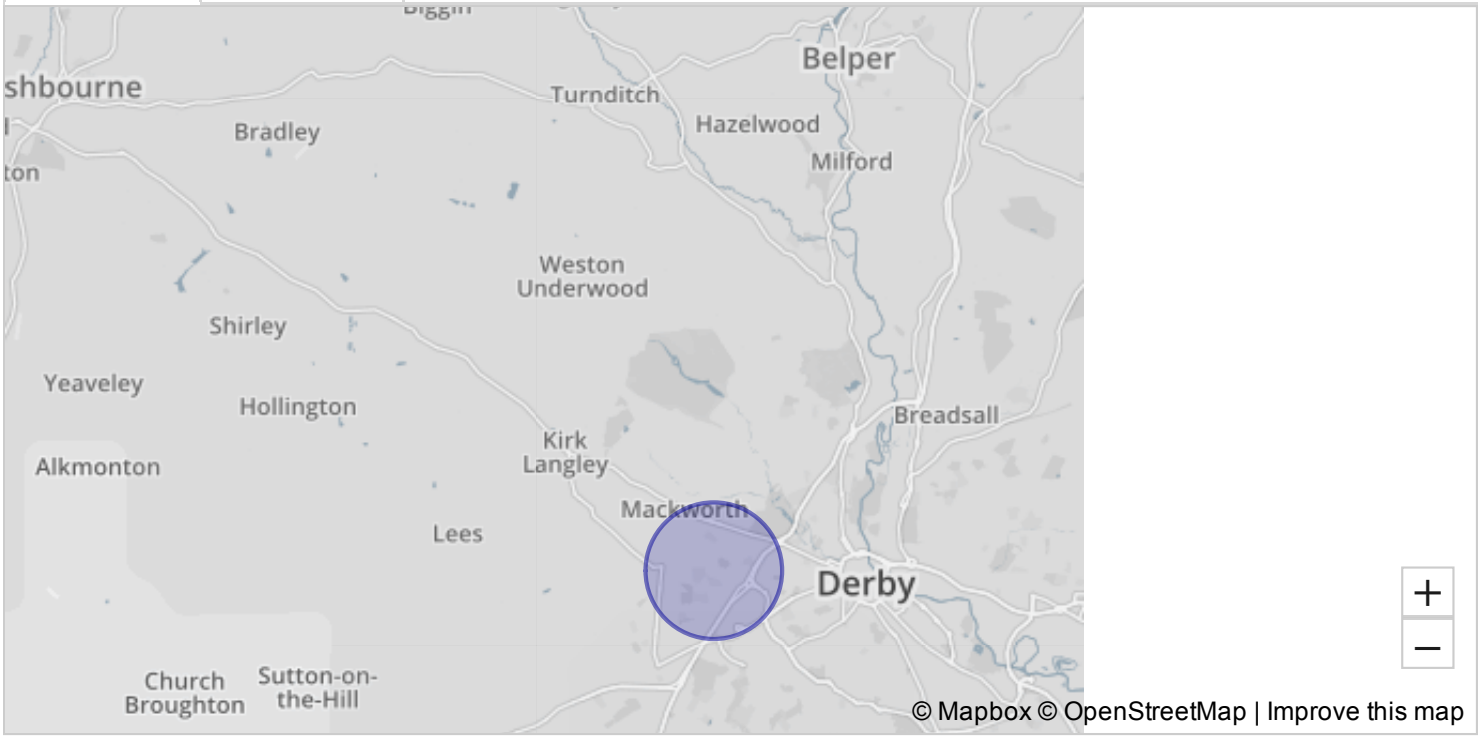 Biggin
Belper
shbourne
Turnditch
Hazelwood
Bradley
Milford
ton
Weston
Underwood
Shirley
Yeaveley
Hollington
Breadsall
Kirk
Langley
Alkmonton
Mackworth
Lees
Derby
+
−
Church
Broughton
Sutton-on-
the-Hill
© Mapbox © OpenStreetMap | Improve this map